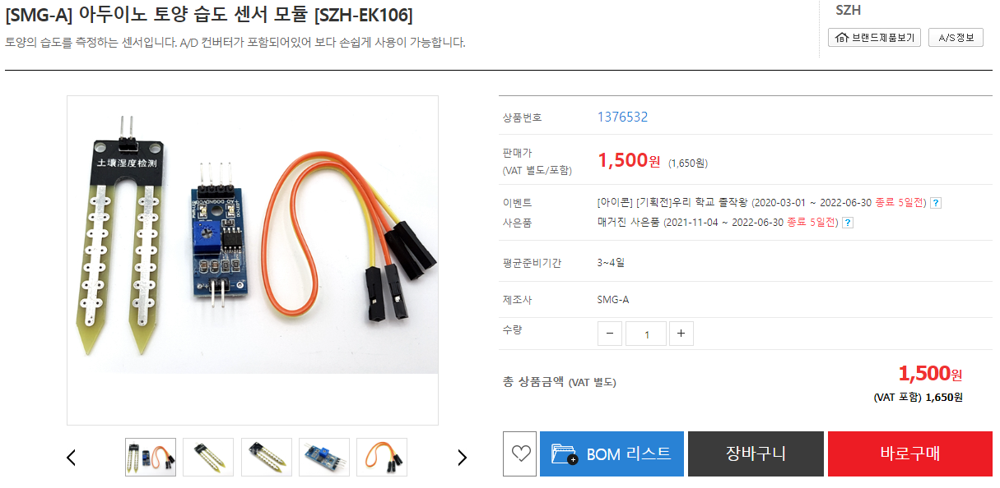 [SMG-A] 아두이노 토양 습도 센서 모듈 [SZH-EK106]
토양의 습도를 측정하는 센서입니다. A/D 컨버터가 포함되어있어 보다 손쉽게 사용이 가능합니다.
SZH
브랜드제품보기 A/S정보
土壤湿度检测
상품번호 1376532
판매가 1,500원 (1,650원)
(VAT 별도/포함)
이벤트 [아이콘] [기획전]우리 학교 졸작왕 (2020-03-01 ~ 2022-06-30 종료 5일전) ?
사은품 매거진 사은품 (2021-11-04 ~ 2022-06-30 종료 5일전) ?
평균준비기간 3~4일
제조사 SMG-A
수량 - 1 +
총 상품금액 (VAT 별도) 1,500원
(VAT 포함) 1,650원
BOM 리스트 장바구니 바로구매